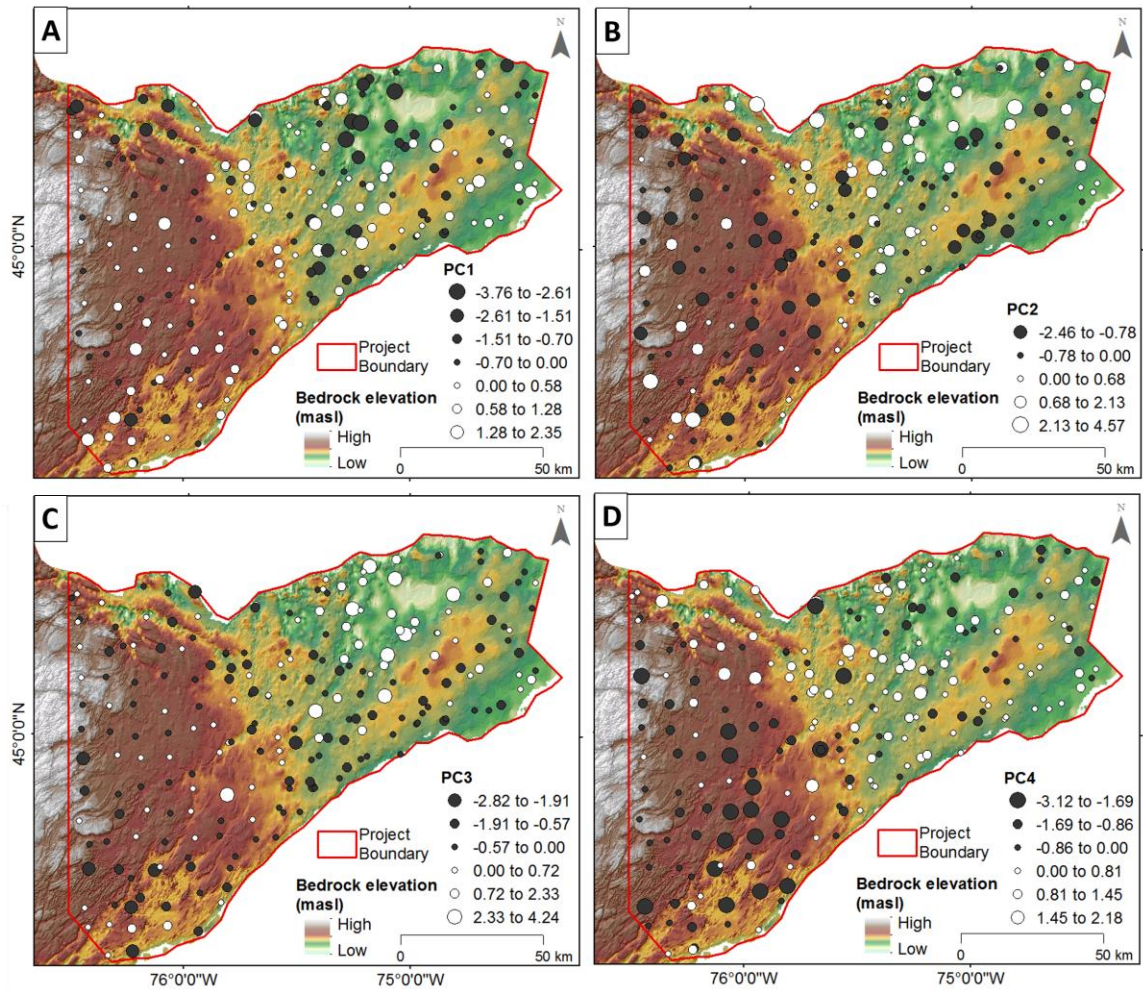 A
N
45°0'0"N
PC1
-3.76 to -2.61
-2.61 to -1.51
-1.51 to -0.70
-0.70 to 0.00
0.00 to 0.58
0.58 to 1.28
1.28 to 2.35
Project
Boundary
Bedrock elevation
(masl)
High
Low
0
50 km
B
N
PC2
-2.46 to -0.78
-0.78 to 0.00
0.00 to 0.68
0.68 to 2.13
2.13 to 4.57
Project
Boundary
Bedrock elevation
(masl)
High
Low
0
50 km
C
N
45°0'0"N
PC3
-2.82 to -1.91
-1.91 to -0.57
-0.57 to 0.00
0.00 to 0.72
0.72 to 2.33
2.33 to 4.24
Project
Boundary
Bedrock elevation
(masl)
High
Low
0
50 km
76°0'0"W
75°0'0"W
D
N
PC4
-3.12 to -1.69
-1.69 to -0.86
-0.86 to 0.00
0.00 to 0.81
0.81 to 1.45
1.45 to 2.18
Project
Boundary
Bedrock elevation
(masl)
High
Low
0
50 km
76°0'0"W
75°0'0"W